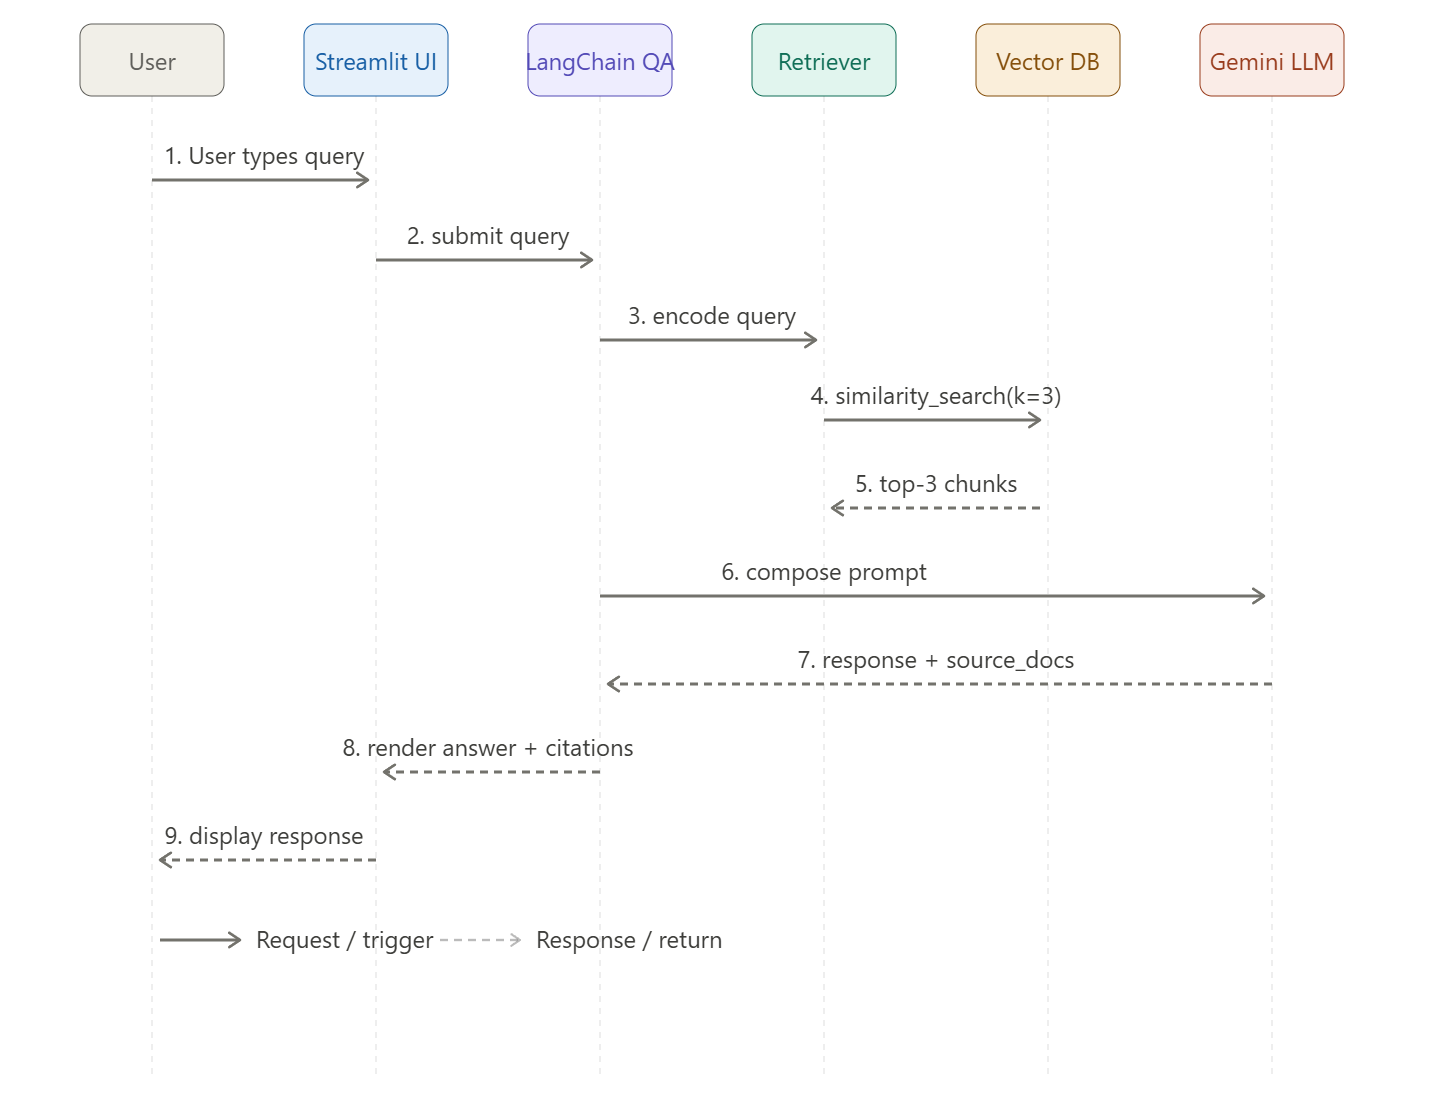 User
Streamlit UI
LangChain QA
Retriever
Vector DB
Gemini LLM
1. User types query
2. submit query
3. encode query
4. similarity_search(k=3)
5. top-3 chunks
6. compose prompt
7. response + source_docs
8. render answer + citations
9. display response
Request / trigger
Response / return